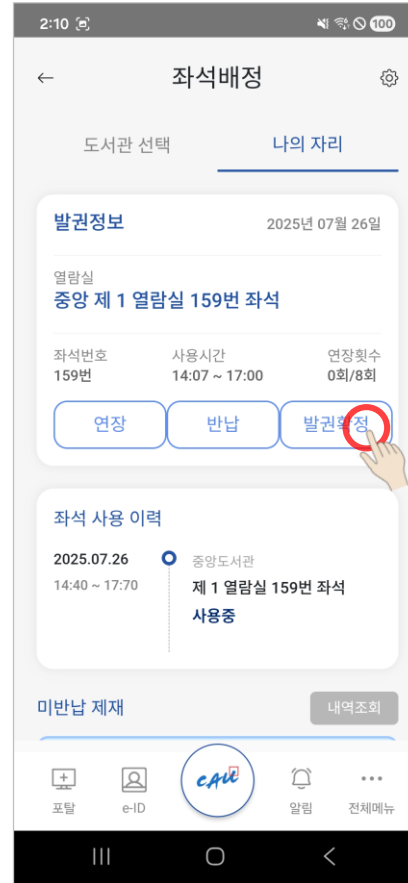 2:10
100
좌석배정
도서관 선택
나의 자리
발권정보
2025년 07월 26일
열람실
중앙 제 1 열람실 159번 좌석
좌석번호
사용시간
연장횟수
159번
14:07 ~ 17:00
0회/8회
연장
반납
발권확정
좌석 사용 이력
2025.07.26
중앙도서관
14:40 ~ 17:70
제 1 열람실 159번 좌석
사용중
미반납 제재
내역조회
CAU
포탈
e-ID
알림
전체메뉴